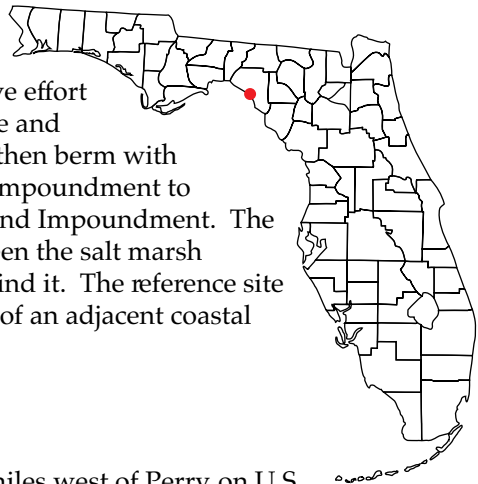 effort
e and
then berm with
mpoundment to
nd Impoundment. The
en the salt marsh
ind it. The reference site
of an adjacent coastal
miles west of Perry on U.S.